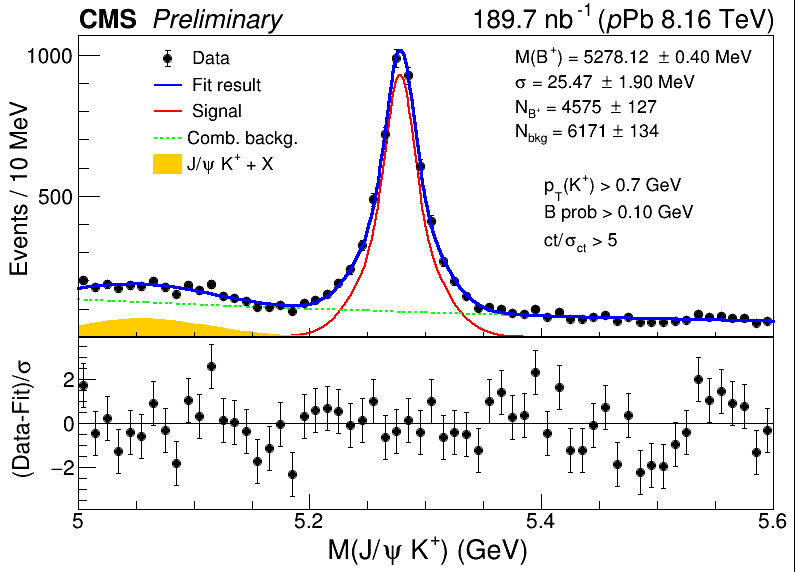 CMS Preliminary 189.7 nb⁻¹ (pPb 8.16 TeV)
Events / 10 MeV
1000
500
Data
Fit result
Signal
Comb. backg.
J/ψ K⁺ + X
M(B⁺) = 5278.12 ± 0.40 MeV
σ = 25.47 ± 1.90 MeV
N_B⁺ = 4575 ± 127
N_bkg = 6171 ± 134
p_T(K⁺) > 0.7 GeV
B prob > 0.10 GeV
ct/σ_ct > 5
(Data-Fit)/σ
2
0
−2
5 5.2 5.4 5.6
M(J/ψ K⁺) (GeV)